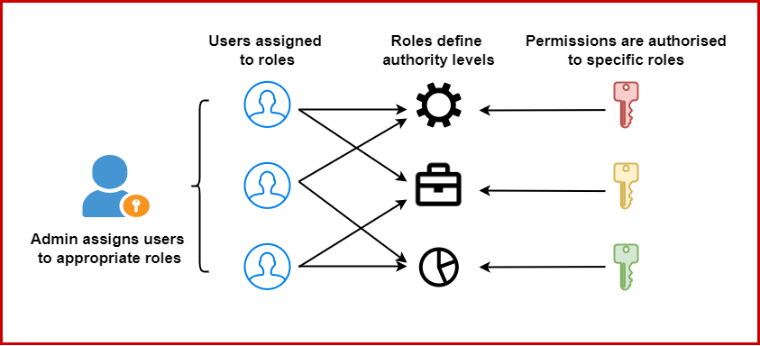 Users assigned
to roles
Roles define
authority levels
Permissions are authorised
to specific roles
Admin assigns users
to appropriate roles